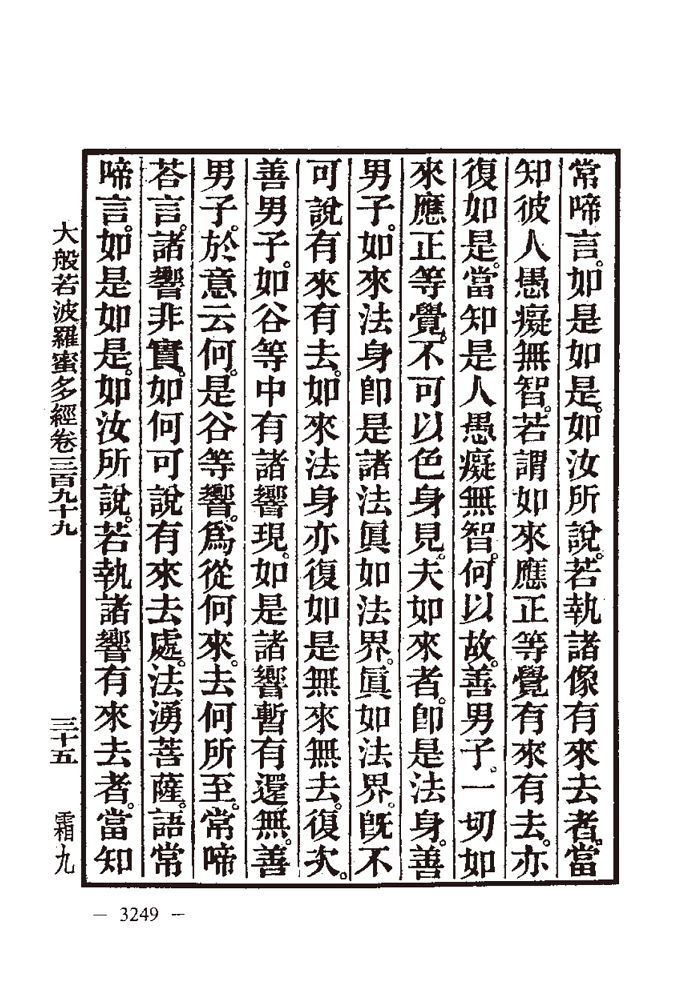 常啼言。如是如是。如汝所說。若執諸像有來去者。當
知彼人愚癡無智。若謂如來應正等覺有來有去。亦
復如是。當知是人愚癡無智。何以故。善男子。一切如
來應正等覺。不可以色身見。夫如來者。卽是法身。善
男子。如來法身卽是諸法眞如法界。眞如法界。旣不
可說有來有去。如來法身亦復如是無來無去。復次。
善男子。如谷等中有諸響現。如是諸響暫有還無。善
男子。於意云何。是谷等響。爲從何來。去何所至。常啼
荅言。諸響非實。如何可說有來去處。法湧菩薩。語常
啼言。如是如是。如汝所說。若執諸響有來去者。當知
大般若波羅蜜多經卷三百九十九 三十五 霜九
— 3249 —